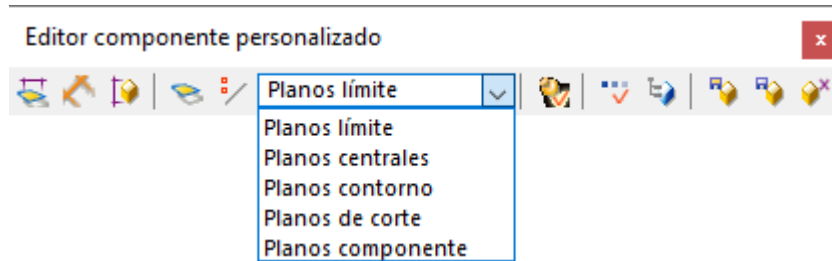 Editor componente personalizado
Planos límite
Planos límite
Planos centrales
Planos contorno
Planos de corte
Planos componente